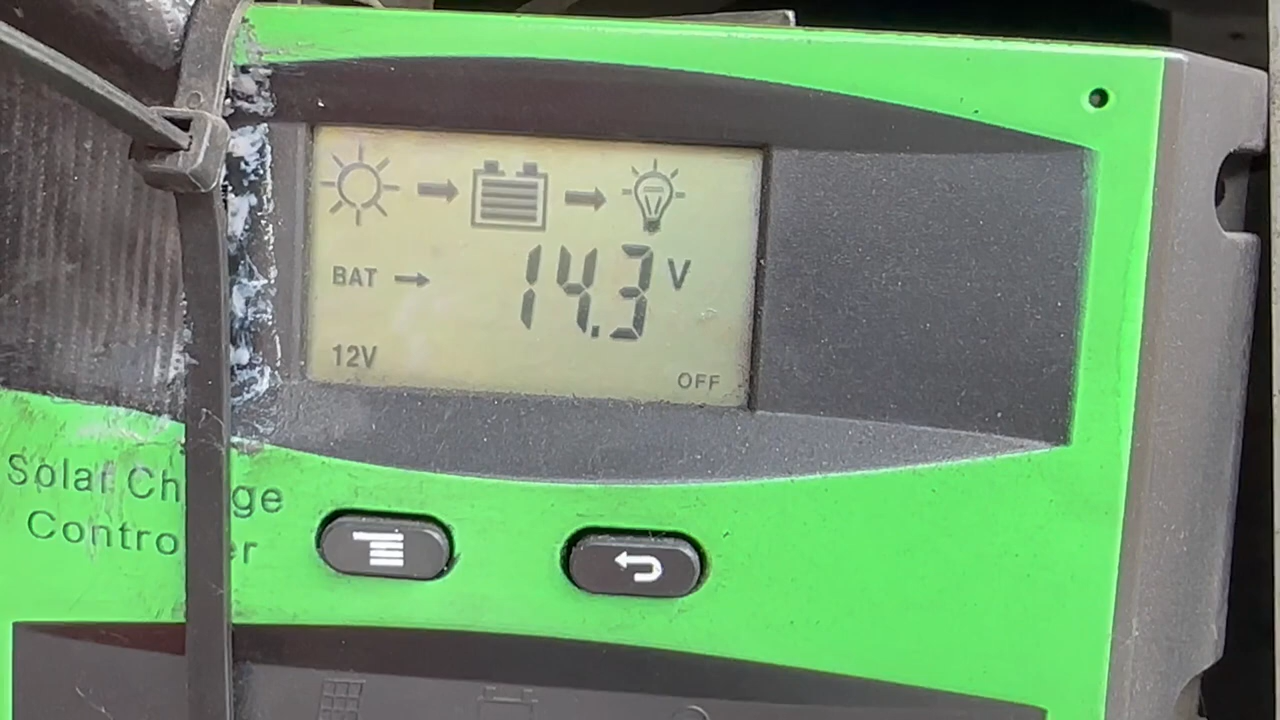 BAT → 14.3 V
12V
OFF
Solar Ch ge
Contro er